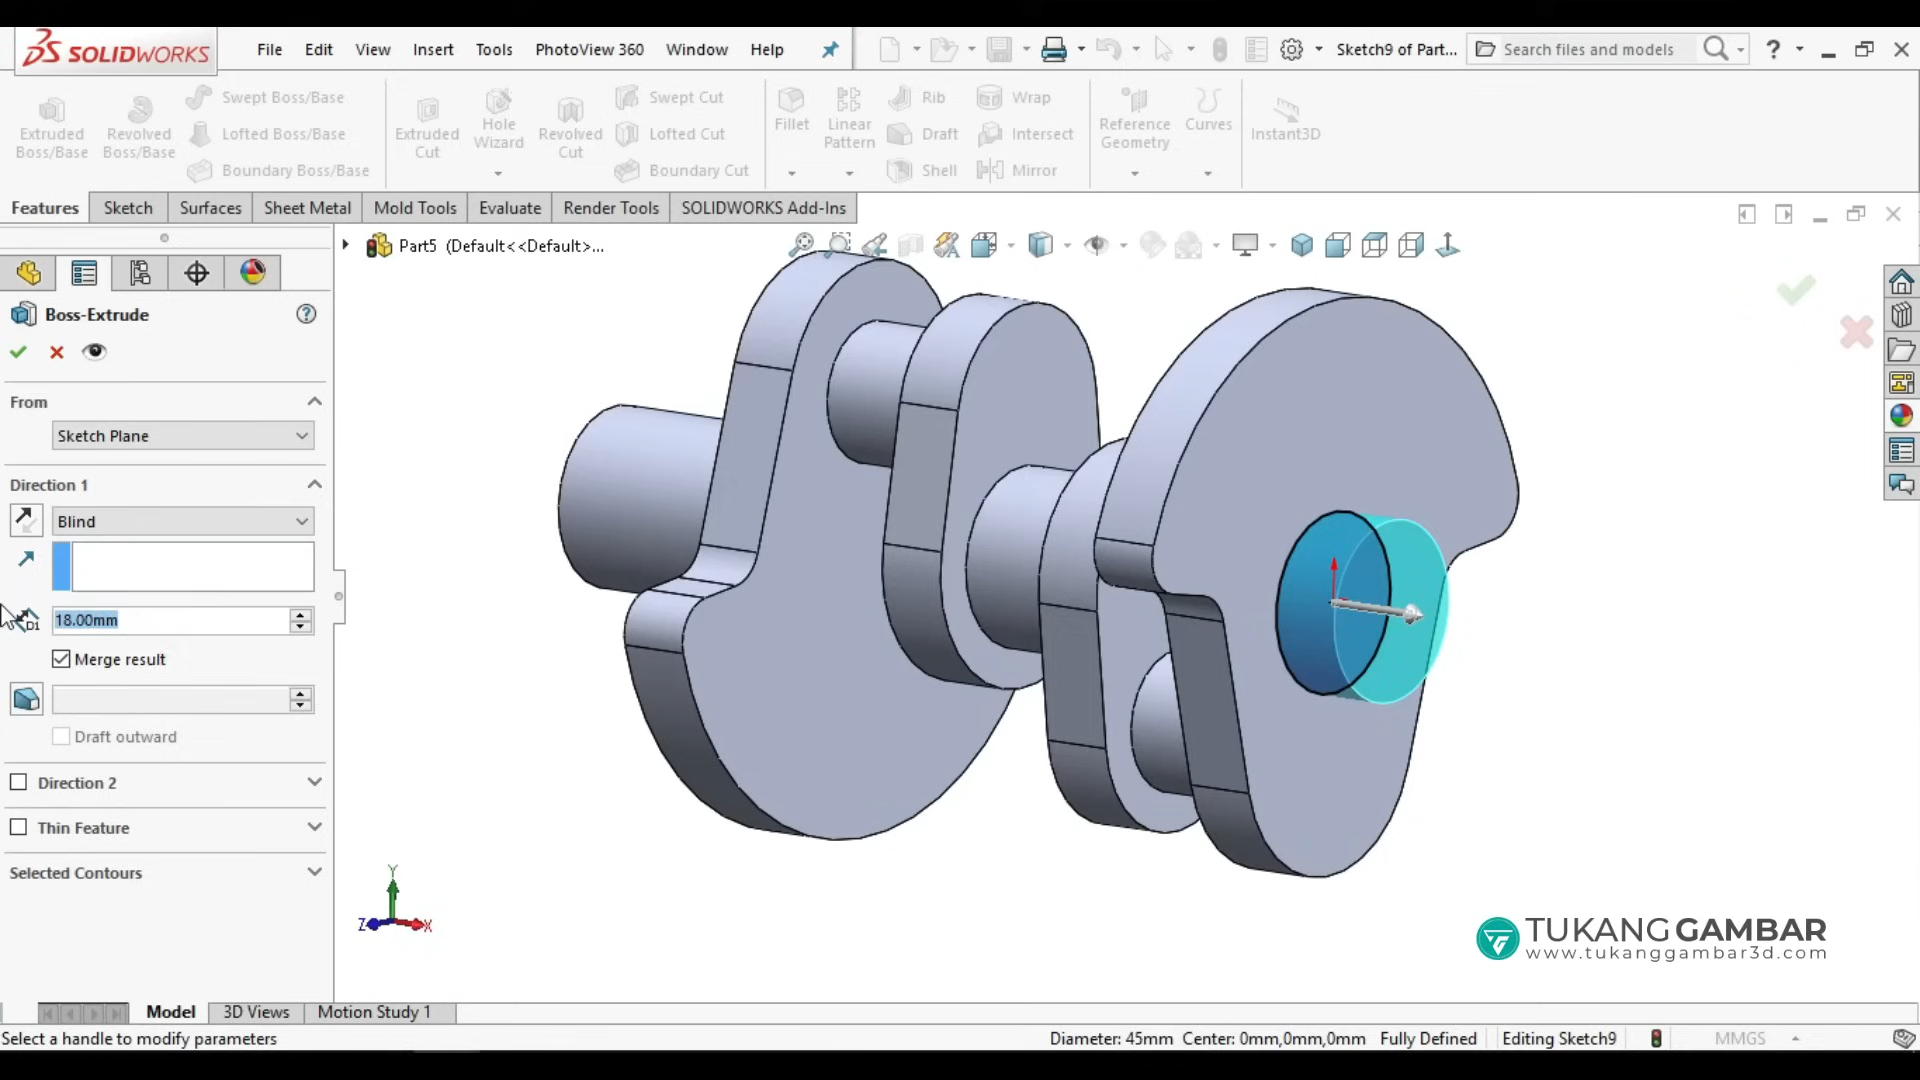 SOLIDWORKS File Edit View Insert Tools PhotoView 360 Window Help Sketch9 of Part... Search files and models ?
Extruded Boss/Base
Revolved Boss/Base
Swept Boss/Base
Lofted Boss/Base
Boundary Boss/Base
Extruded Cut
Hole Wizard
Revolved Cut
Swept Cut
Lofted Cut
Boundary Cut
Fillet
Linear Pattern
Rib
Draft
Shell
Wrap
Intersect
Mirror
Reference Geometry
Curves
Instant3D
Features Sketch Surfaces Sheet Metal Mold Tools Evaluate Render Tools SOLIDWORKS Add-Ins
Part5 (Default<<Default>...
Boss-Extrude ?
From
Sketch Plane
Direction 1
Blind
D1 18.00mm
Merge result
Draft outward
Direction 2
Thin Feature
Selected Contours
Y
Z X
TUKANG GAMBAR
www.tukanggambar3d.com
Model 3D Views Motion Study 1
Select a handle to modify parameters Diameter: 45mm Center: 0mm,0mm,0mm Fully Defined Editing Sketch9 MMGS